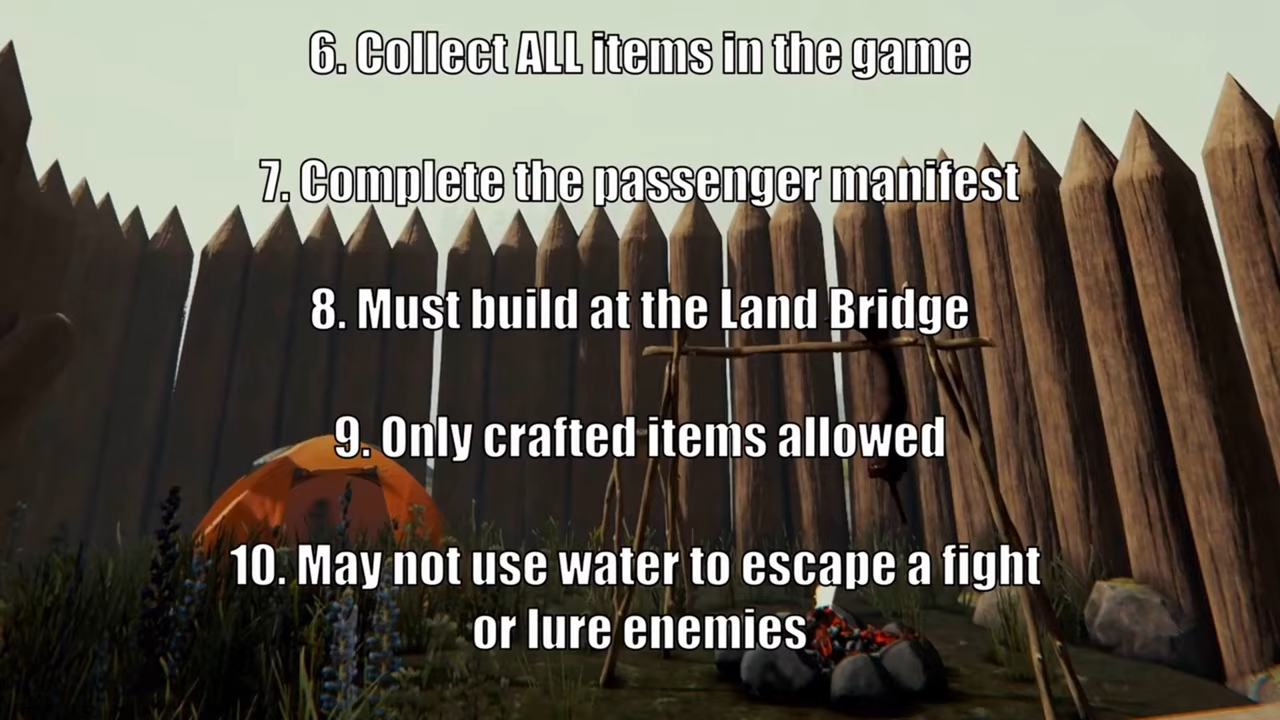 6. Collect ALL items in the game
7. Complete the passenger manifest
8. Must build at the Land Bridge
9. Only crafted items allowed
10. May not use water to escape a fight
or lure enemies